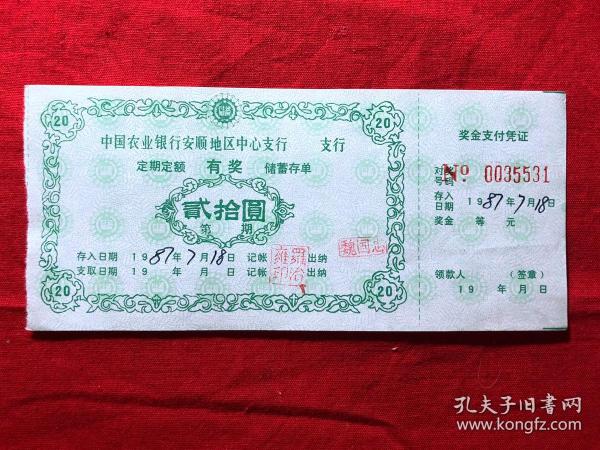 20
20
中国农业银行安顺地区中心支行 支行
定期定额 有奖 储蓄存单
贰拾圆
第 期
存入日期 1987年7月18日 记帐 出纳
支取日期 19 年 月 日 记帐 出纳
罗治
雍印
20
20
奖金支付凭证
对奖号码 No 0035531
存入日期 1987年7月18日
奖金 等 元
领款人 (签章)
19 年 月 日
孔夫子旧书网
www.kongfz.com